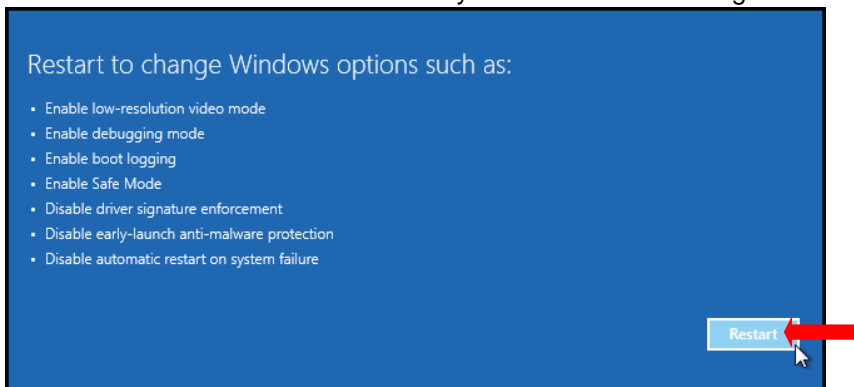 Restart to change Windows options such as:
• Enable low-resolution video mode
• Enable debugging mode
• Enable boot logging
• Enable Safe Mode
• Disable driver signature enforcement
• Disable early-launch anti-malware protection
• Disable automatic restart on system failure
Restart